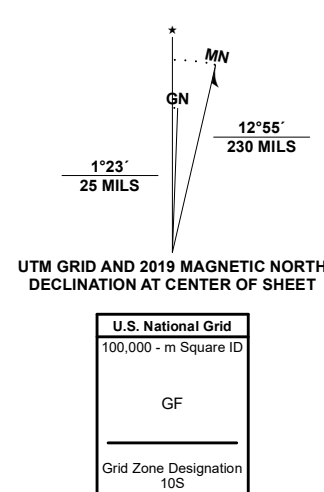 ★
MN
GN
12°55´
230 MILS
1°23´
25 MILS
UTM GRID AND 2019 MAGNETIC NORTH
DECLINATION AT CENTER OF SHEET
U.S. National Grid
100,000 - m Square ID
GF
Grid Zone Designation
10S